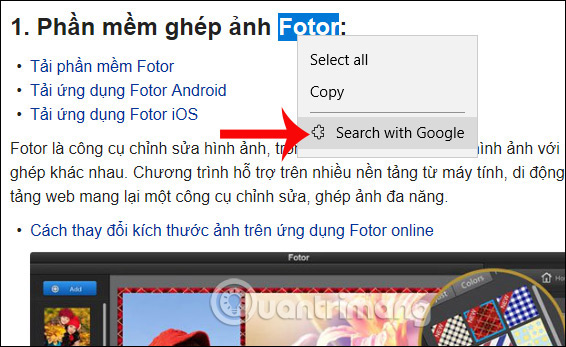 1. Phần mềm ghép ảnh Fotor:
Select all
Copy
Search with Google
• Tải phần mềm Fotor
• Tải ứng dụng Fotor Android
• Tải ứng dụng Fotor iOS
Fotor là công cụ chỉnh sửa hình ảnh, hình ảnh với
ghép khác nhau. Chương trình hỗ trợ trên nhiều nền tảng từ máy tính, di động
tảng web mang lại một công cụ chỉnh sửa, ghép ảnh đa năng.
• Cách thay đổi kích thước ảnh trên ứng dụng Fotor online
Fotor
Add
Colors
Quantrimang